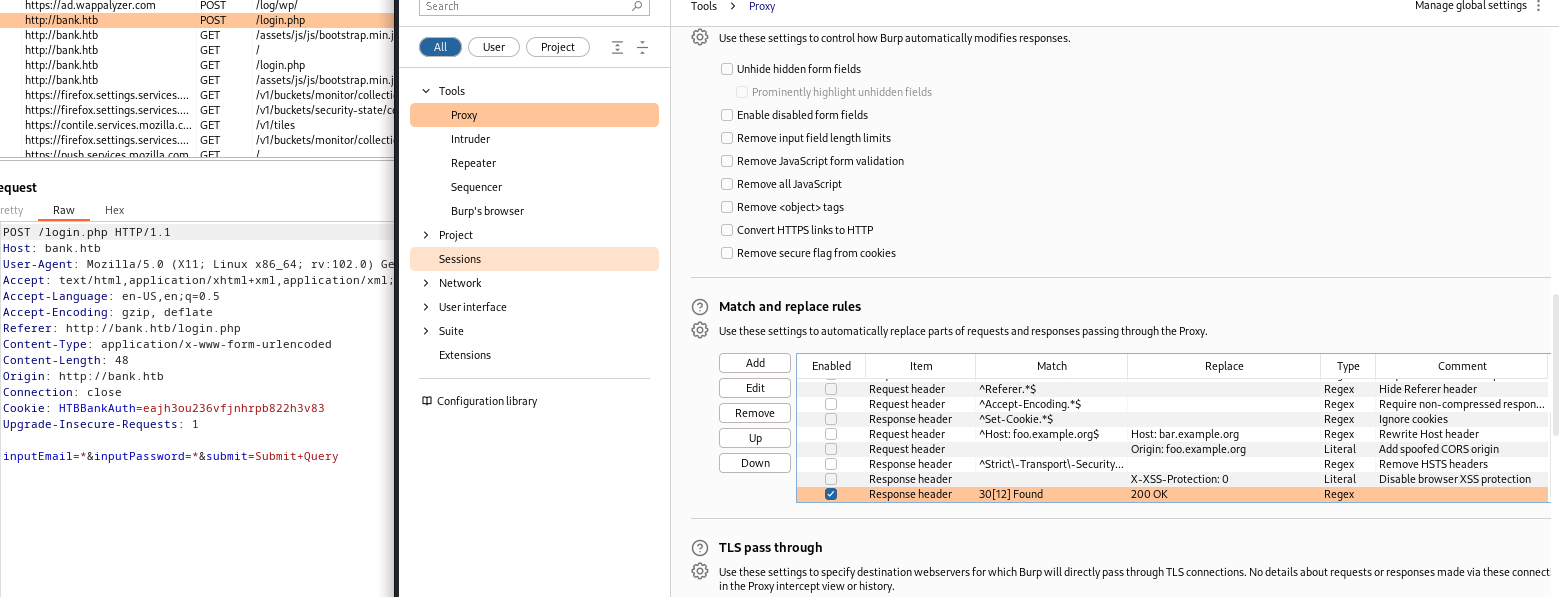 https://ad.wappalyzer.com POST /log/wp/
http://bank.htb POST /login.php
http://bank.htb GET /assets/js/js/bootstrap.min.j
http://bank.htb GET /
http://bank.htb GET /login.php
http://bank.htb GET /assets/js/js/bootstrap.min.j
https://firefox.settings.services.... GET /v1/buckets/monitor/collecti
https://firefox.settings.services.... GET /v1/buckets/security-state/co
https://contile.services.mozilla.c... GET /v1/tiles
https://firefox.settings.services.... GET /v1/buckets/monitor/collecti
https://push.services.mozilla.com GET /
equest
retty Raw Hex
POST /login.php HTTP/1.1
Host: bank.htb
User-Agent: Mozilla/5.0 (X11; Linux x86_64; rv:102.0) Ge
Accept: text/html,application/xhtml+xml,application/xml;
Accept-Language: en-US,en;q=0.5
Accept-Encoding: gzip, deflate
Referer: http://bank.htb/login.php
Content-Type: application/x-www-form-urlencoded
Content-Length: 48
Origin: http://bank.htb
Connection: close
Cookie: HTBBankAuth=eajh3ou236vfjnhrpb822h3v83
Upgrade-Insecure-Requests: 1
inputEmail=*&inputPassword=*&submit=Submit+Query
Search
All User Project
Tools
Proxy
Intruder
Repeater
Sequencer
Burp's browser
Project
Sessions
Network
User interface
Suite
Extensions
Configuration library
Tools > Proxy
Manage global settings
Use these settings to control how Burp automatically modifies responses.
Unhide hidden form fields
Prominently highlight unhidden fields
Enable disabled form fields
Remove input field length limits
Remove JavaScript form validation
Remove all JavaScript
Remove <object> tags
Convert HTTPS links to HTTP
Remove secure flag from cookies
Match and replace rules
Use these settings to automatically replace parts of requests and responses passing through the Proxy.
Add
Edit
Remove
Up
Down
Enabled Item Match Replace Type Comment
Request header ^Referer.*$ Regex Hide Referer header
Request header ^Accept-Encoding.*$ Regex Require non-compressed respon...
Response header ^Set-Cookie.*$ Regex Ignore cookies
Request header ^Host: foo.example.org$ Host: bar.example.org Regex Rewrite Host header
Request header Origin: foo.example.org Literal Add spoofed CORS origin
Response header ^Strict\-Transport\-Security... Regex Remove HSTS headers
Response header X-XSS-Protection: 0 Literal Disable browser XSS protection
Response header 30[12] Found 200 OK Regex
TLS pass through
Use these settings to specify destination webservers for which Burp will directly pass through TLS connections. No details about requests or responses made via these connecti
in the Proxy intercept view or history.